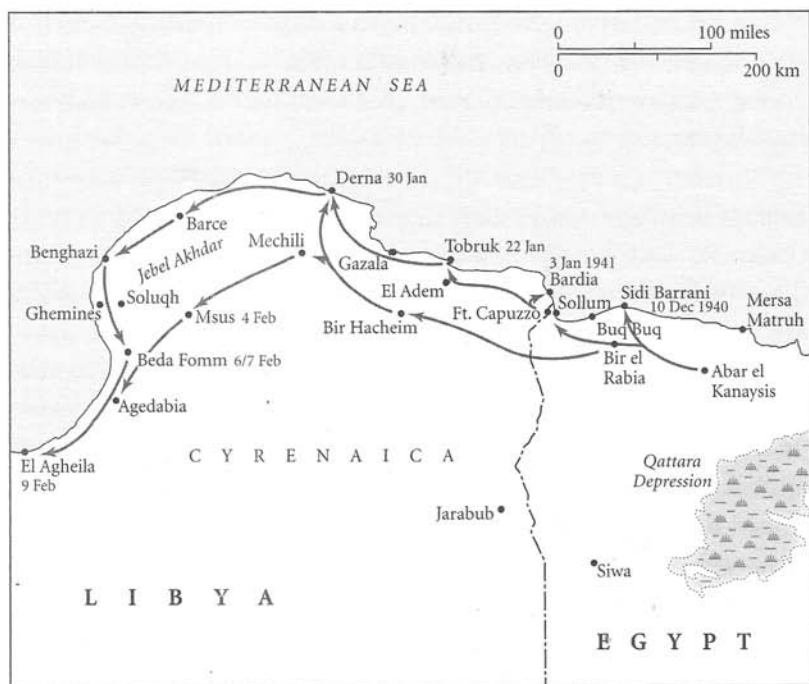 0 100 miles
0 200 km
MEDITERRANEAN SEA
Derna 30 Jan
Barce
Benghazi
Jebel Akhdar
Mechili
Gazala
Tobruk 22 Jan
3 Jan 1941
Bardia
El Adem
Ghemines
Soluqh
Msus 4 Feb
Bir Hacheim
Ft. Capuzzo
Sollum
Sidi Barrani
10 Dec 1940
Buq Buq
Mersa
Matruh
Beda Fomm 6/7 Feb
Bir el
Rabia
Abar el
Kanaysis
Agedabia
El Agheila
9 Feb
CYRENAICA
Qattara
Depression
Jarabub
Siwa
LIBYA
EGYPT